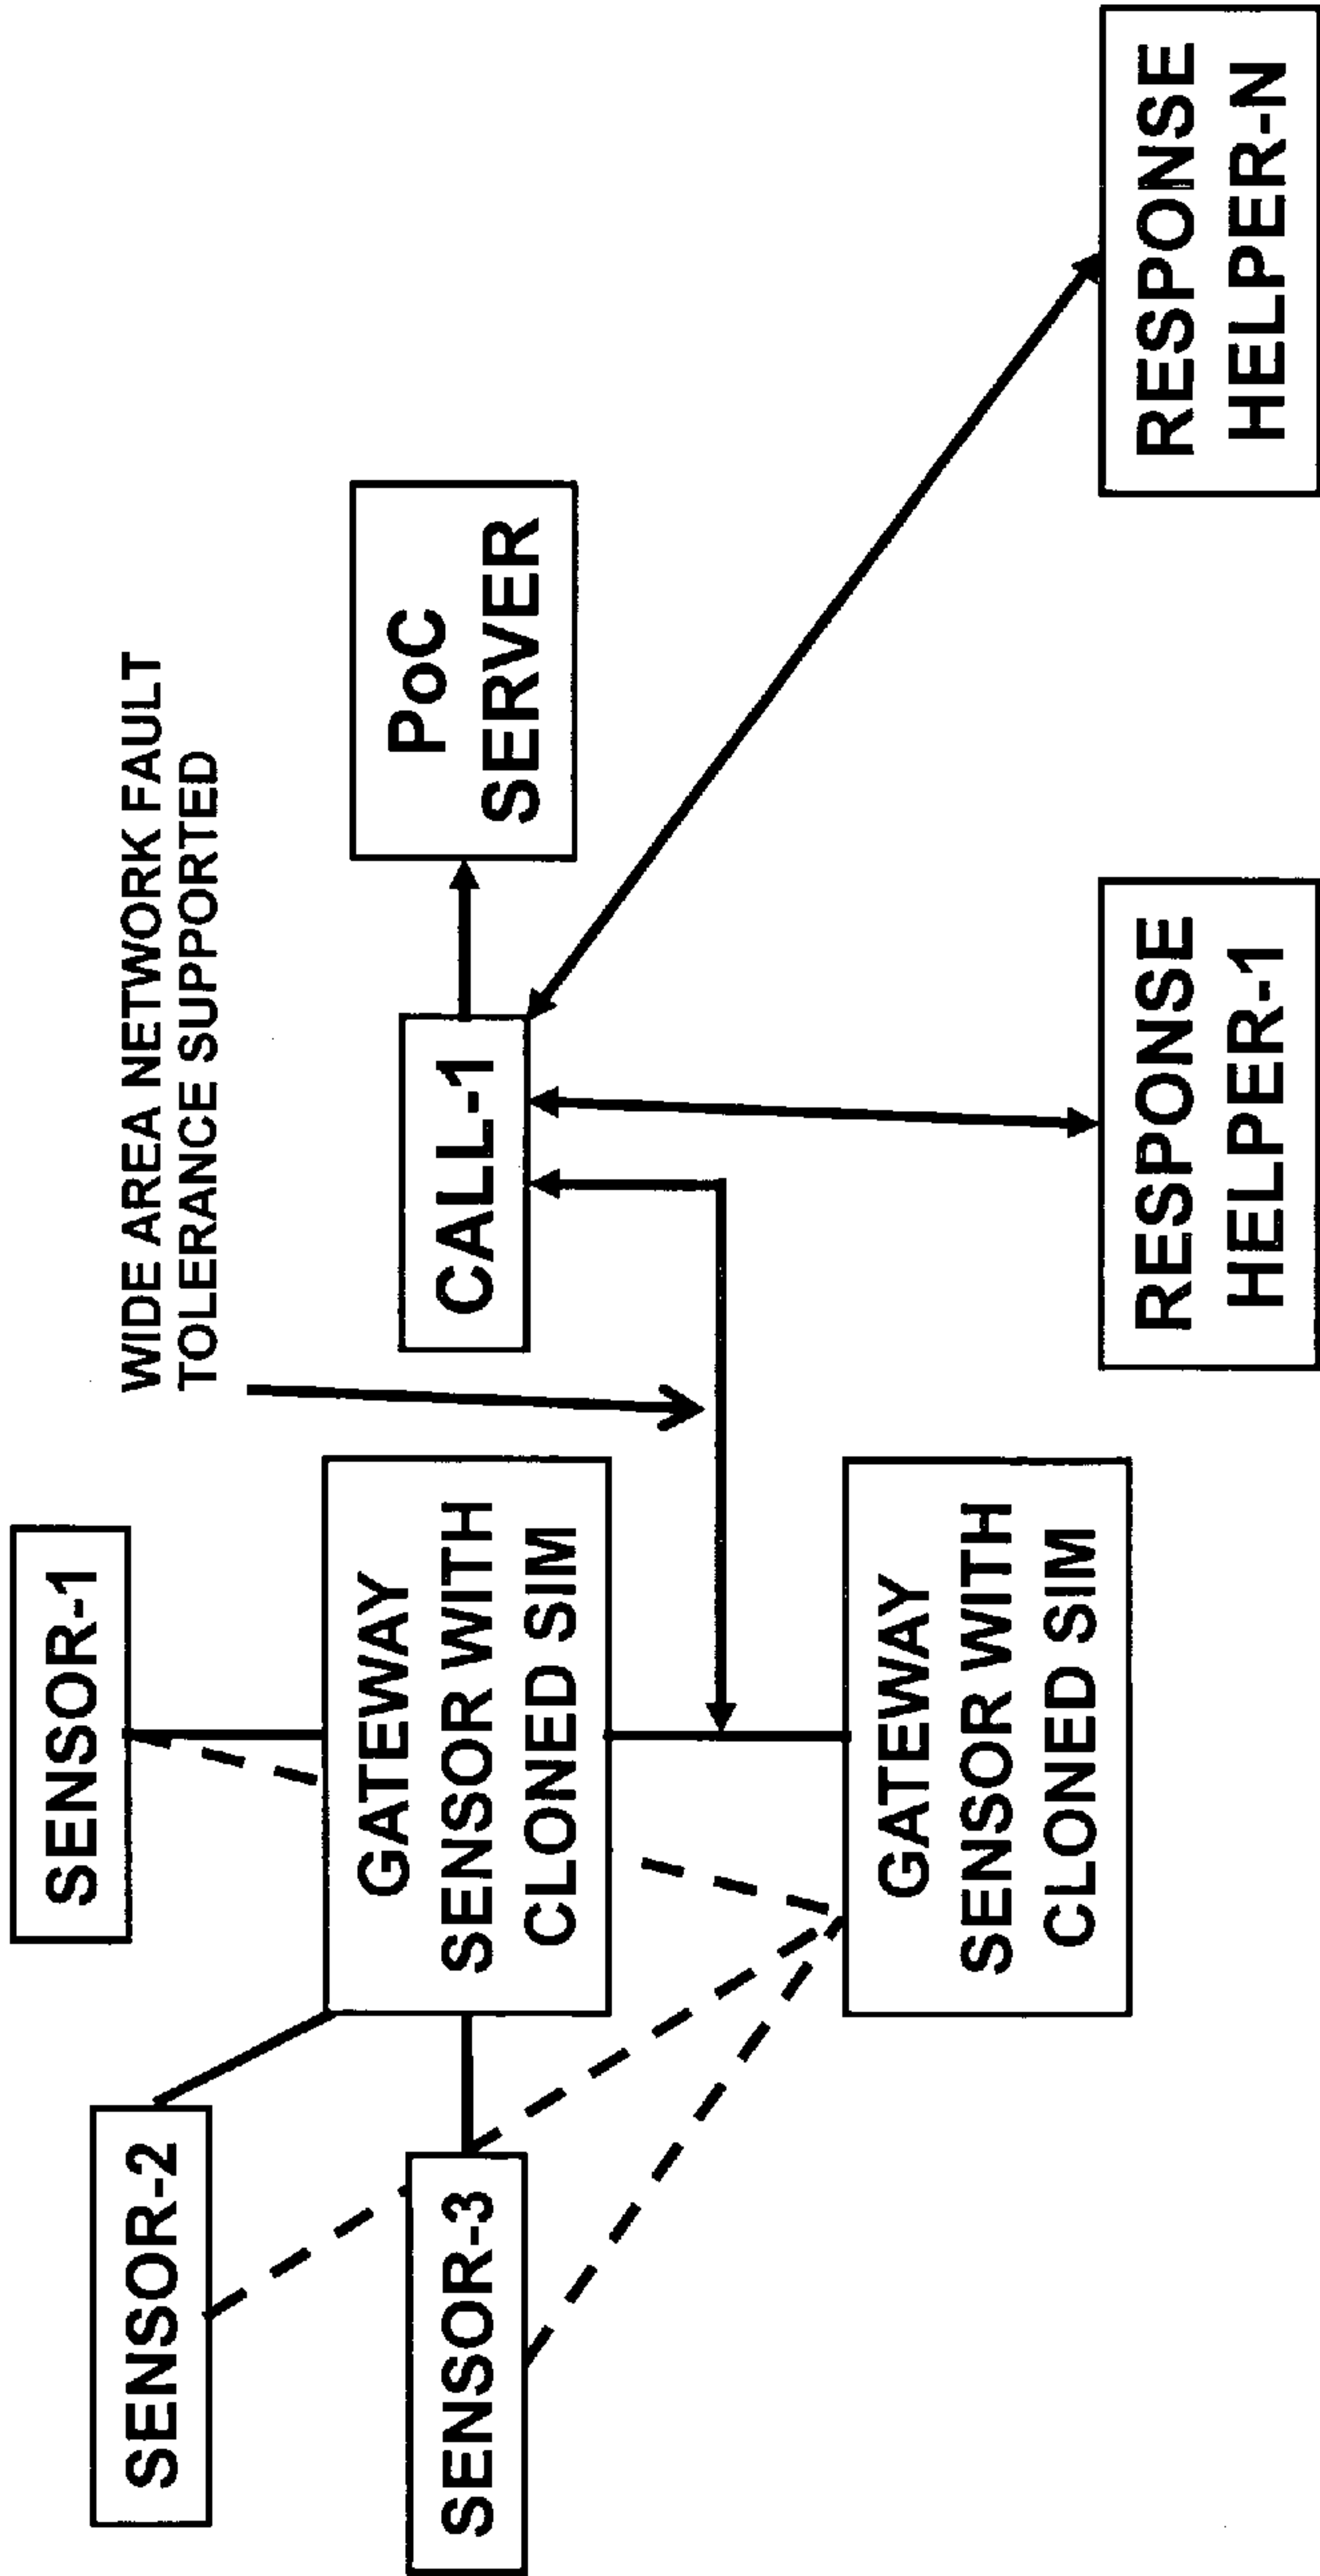 SENSOR-1
SENSOR-2
WIDE AREA NETWORK FAULT
TOLERANCE SUPPORTED
GATEWAY
SENSOR WITH
CLONED SIM
PoC
SERVER
CALL-1
SENSOR-3
GATEWAY
SENSOR WITH
CLONED SIM
RESPONSE
HELPER-1
RESPONSE
HELPER-N